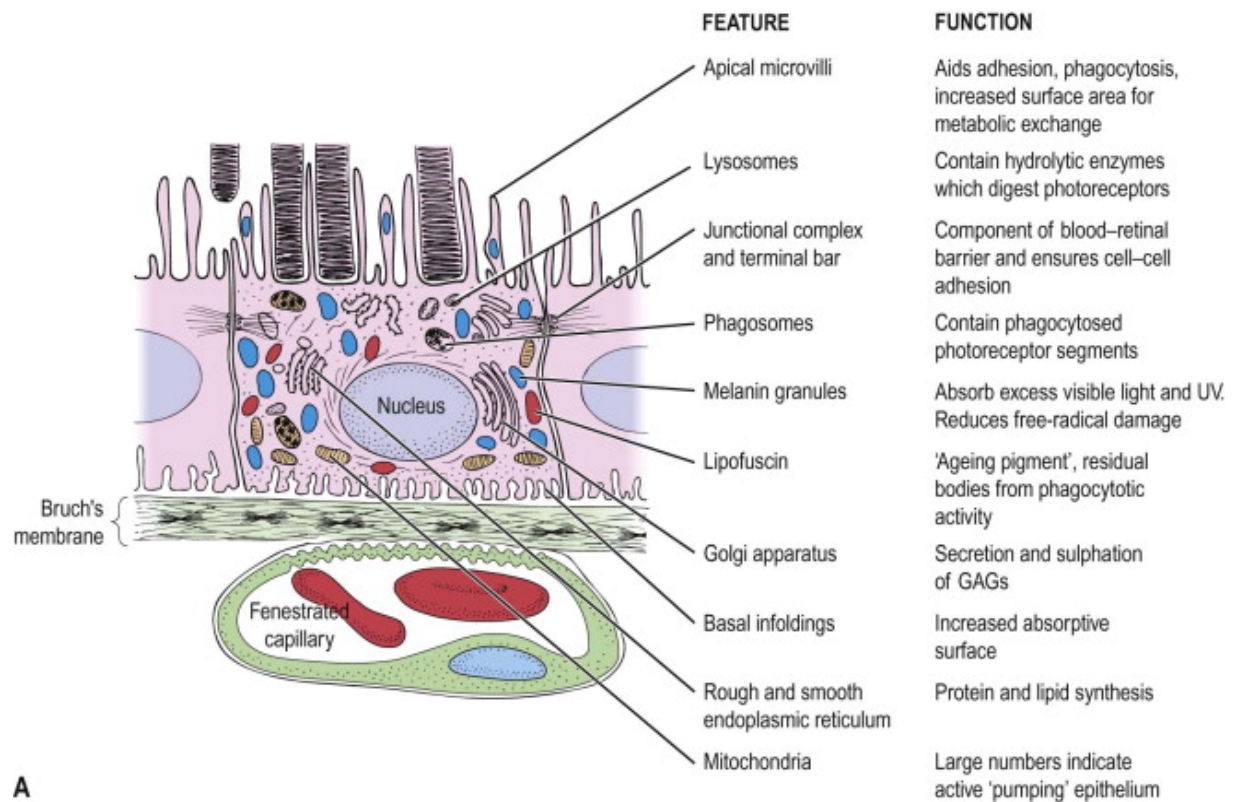 FEATURE FUNCTION
Apical microvilli
Aids adhesion, phagocytosis,
increased surface area for
metabolic exchange
Lysosomes
Contain hydrolytic enzymes
which digest photoreceptors
Junctional complex
and terminal bar
Component of blood–retinal
barrier and ensures cell–cell
adhesion
Phagosomes
Contain phagocytosed
photoreceptor segments
Melanin granules
Absorb excess visible light and UV.
Reduces free-radical damage
Lipofuscin
'Ageing pigment', residual
bodies from phagocytotic
activity
Golgi apparatus
Secretion and sulphation
of GAGs
Basal infoldings
Increased absorptive
surface
Rough and smooth
endoplasmic reticulum
Protein and lipid synthesis
Mitochondria
Large numbers indicate
active 'pumping' epithelium
Nucleus
Bruch's
membrane
Fenestrated
capillary
A